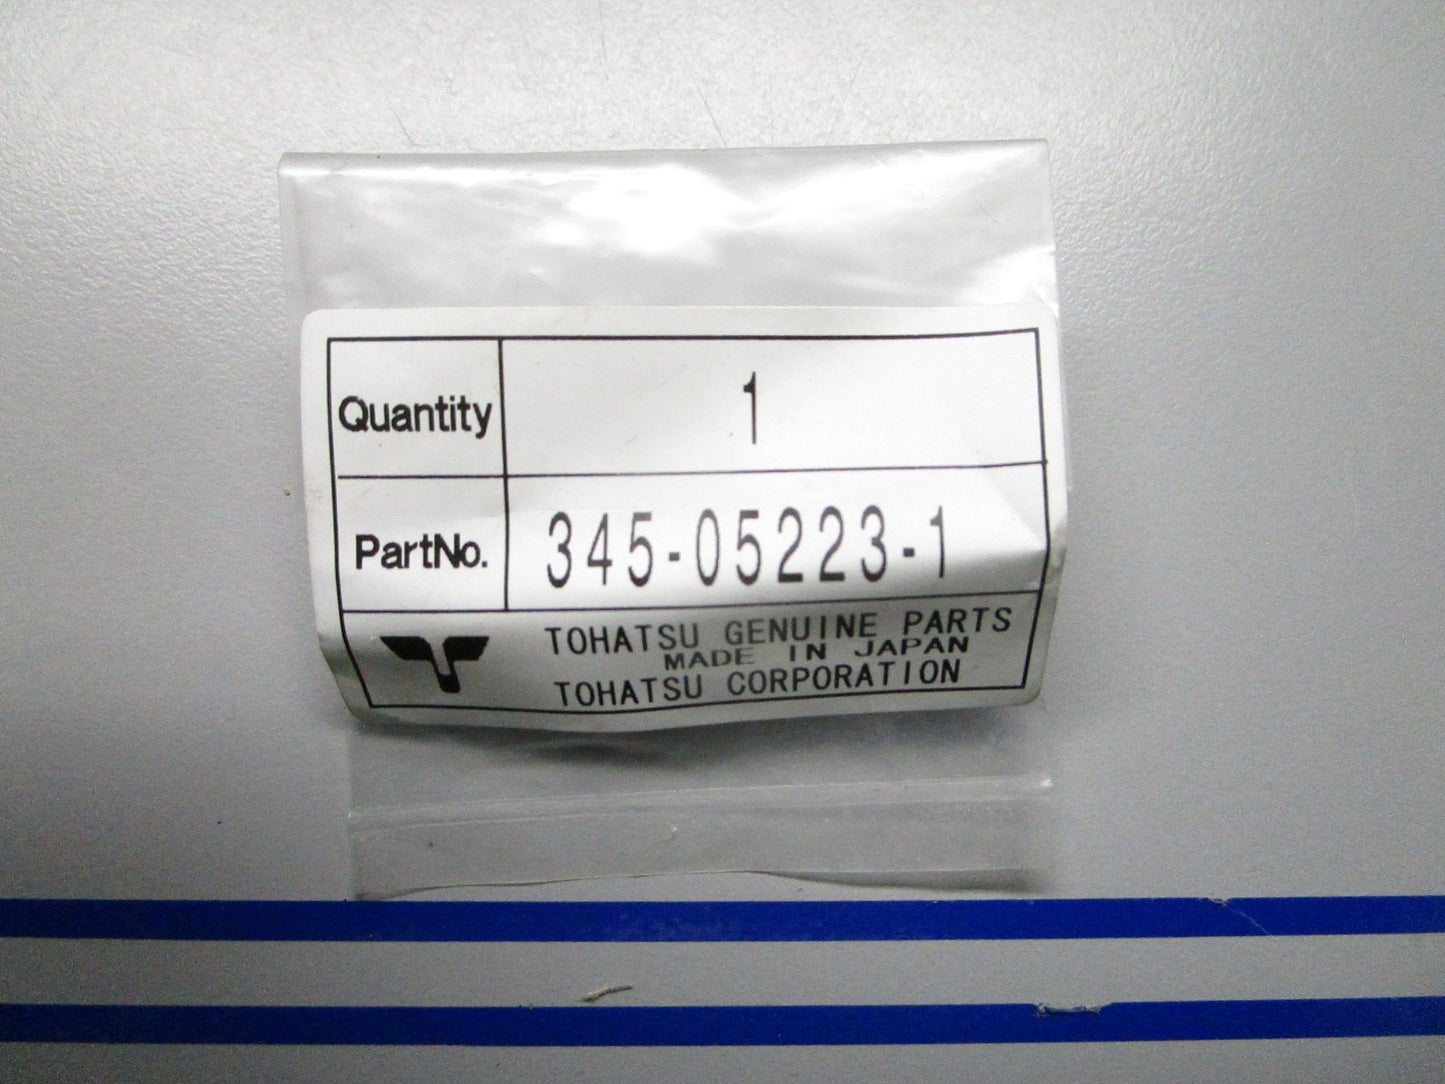 Quantity 1
PartNo. 345-05223-1
TOHATSU GENUINE PARTS
MADE IN JAPAN
TOHATSU CORPORATION